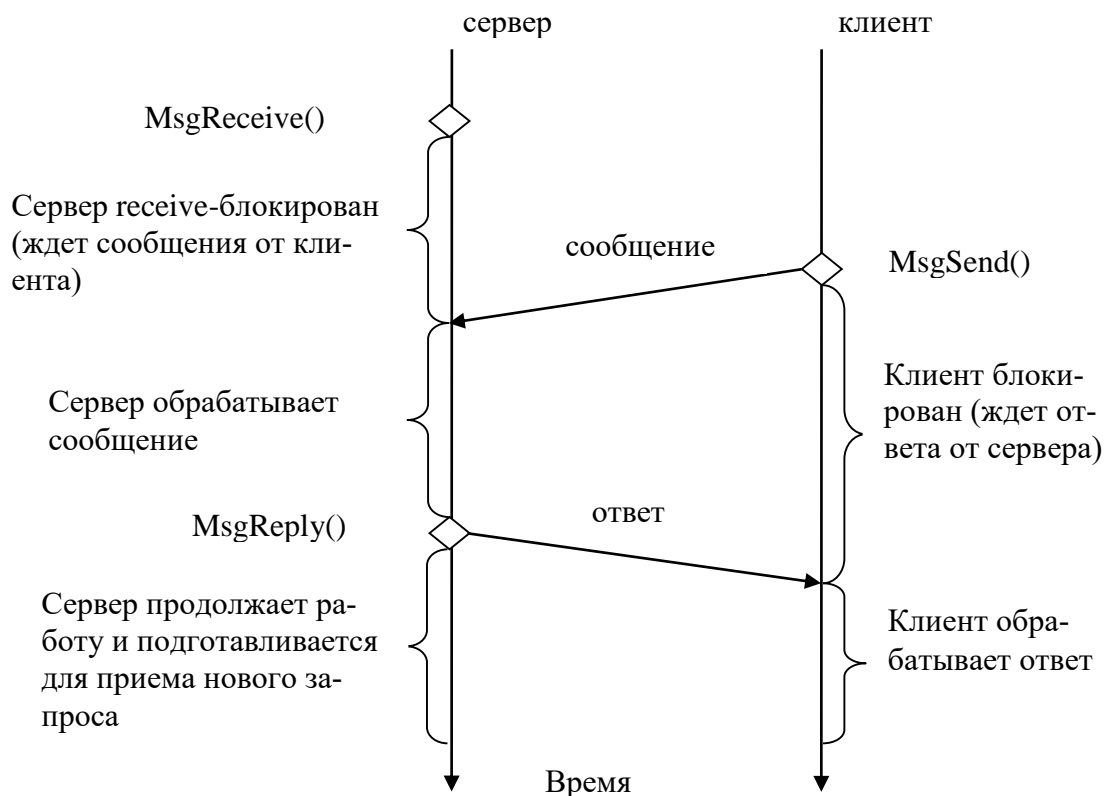 сервер
клиент
MsgReceive()
Сервер receive-блокирован
(ждет сообщения от кли-
ента)
сообщение
MsgSend()
Сервер обрабатывает
сообщение
Клиент блоки-
рован (ждет от-
вета от сервера)
MsgReply()
ответ
Сервер продолжает ра-
боту и подготавливается
для приема нового за-
проса
Клиент обра-
батывает ответ
Время